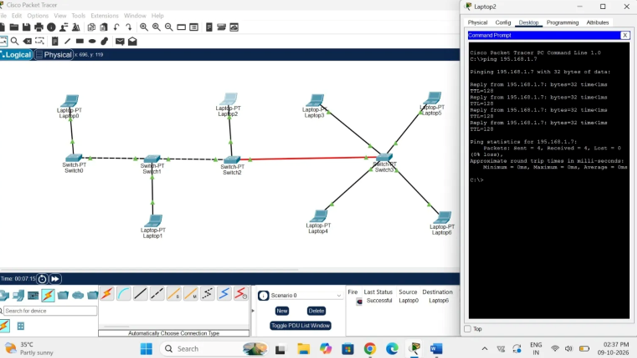 Cisco Packet Tracer
File Edit Options View Tools Extensions Window Help
Logical Physical x: 696, y: 119
Laptop-PT
Laptop0
Laptop-PT
Laptop2
Laptop-PT
Laptop3
Laptop-PT
Laptop5
Switch-PT
Switch0
Switch-PT
Switch1
Switch-PT
Switch2
Switch-PT
Switch3
Laptop-PT
Laptop1
Laptop-PT
Laptop4
Laptop-PT
Laptop6
Time: 00:07:15
Search for device
Automatically Choose Connection Type
Scenario 0
New Delete
Toggle PDU List Window
Fire Last Status Source Destination
Successful Laptop0 Laptop6
Laptop2
Physical Config Desktop Programming Attributes
Command Prompt X
Cisco Packet Tracer PC Command Line 1.0
C:\>ping 195.168.1.7
Pinging 195.168.1.7 with 32 bytes of data:
Reply from 195.168.1.7: bytes=32 time<1ms
TTL=128
Reply from 195.168.1.7: bytes=32 time<1ms
TTL=128
Reply from 195.168.1.7: bytes=32 time<1ms
TTL=128
Reply from 195.168.1.7: bytes=32 time<1ms
TTL=128
Ping statistics for 195.168.1.7:
Packets: Sent = 4, Received = 4, Lost = 0
(0% loss),
Approximate round trip times in milli-seconds:
Minimum = 0ms, Maximum = 0ms, Average = 0ms
C:\>
Top
35°C
Partly sunny
Search
ENG
IN
02:37 PM
09-10-2026